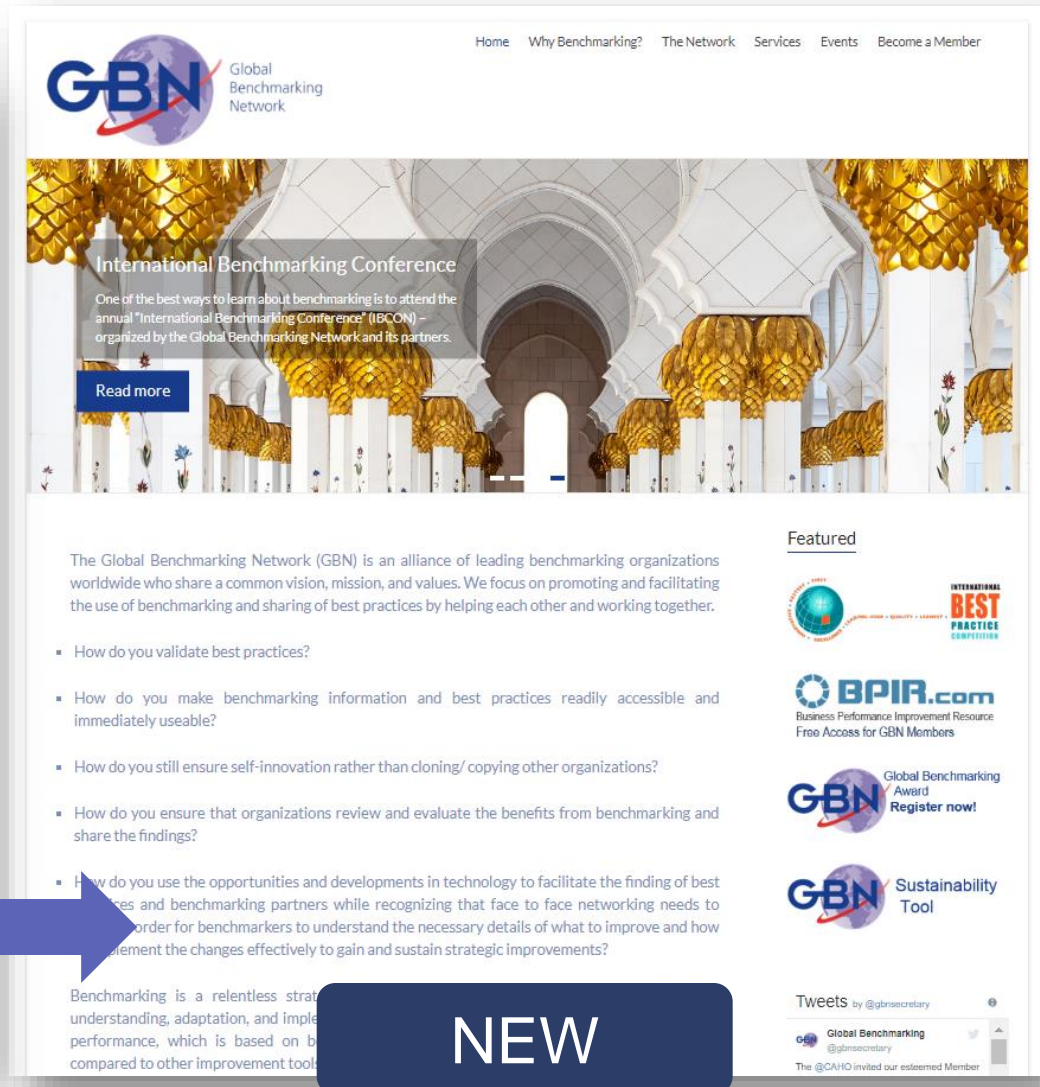 GBN
Global
Benchmarking
Network
Home Why Benchmarking? The Network Services Events Become a Member
International Benchmarking Conference
One of the best ways to learn about benchmarking is to attend the
annual "International Benchmarking Conference" (IBCON) –
organized by the Global Benchmarking Network and its partners.
Read more
The Global Benchmarking Network (GBN) is an alliance of leading benchmarking organizations
worldwide who share a common vision, mission, and values. We focus on promoting and facilitating
the use of benchmarking and sharing of best practices by helping each other and working together.
▪ How do you validate best practices?
▪ How do you make benchmarking information and best practices readily accessible and
immediately useable?
▪ How do you still ensure self-innovation rather than cloning/ copying other organizations?
▪ How do you ensure that organizations review and evaluate the benefits from benchmarking and
share the findings?
▪ How do you use the opportunities and developments in technology to facilitate the finding of best
and benchmarking partners while recognizing that face to face networking needs to
order for benchmarkers to understand the necessary details of what to improve and how
the changes effectively to gain and sustain strategic improvements?
Benchmarking is a relentless
understanding, adaptation, and
performance, which is based on
compared to other improvement tools
NEW
Featured
INTERNATIONAL
BEST
PRACTICE
COMPETITION
BPIR.com
Business Performance Improvement Resource
Free Access for GBN Members
GBN
Global Benchmarking
Award
Register now!
GBN
Sustainability
Tool
Tweets by @gbnsecretary
Global Benchmarking
@gbnsecretary
The @CAHO invited our esteemed Member